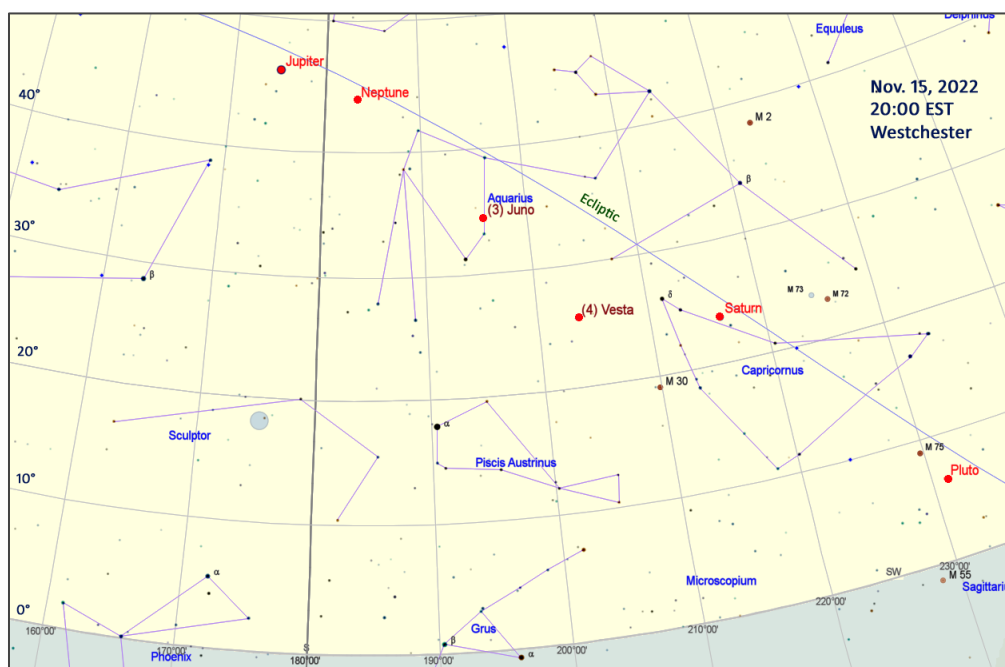 Delphinus
Equuleus
Jupiter
Nov. 15, 2022
20:00 EST
Westchester
40°
Neptune
M 2
β
Aquarius
Ecliptic
(3) Juno
30°
β
δ
M 73
M 72
(4) Vesta
Saturn
20°
Capricornus
M 30
α
Sculptor
Piscis Austrinus
M 75
10°
Pluto
α
SW
230°00'
M 55
Microscopium
Sagittariu
0°
220°00'
Grus
210°00'
160°00'
170°00'
S
β
200°00'
Phoenix
180°00'
190°00'
α